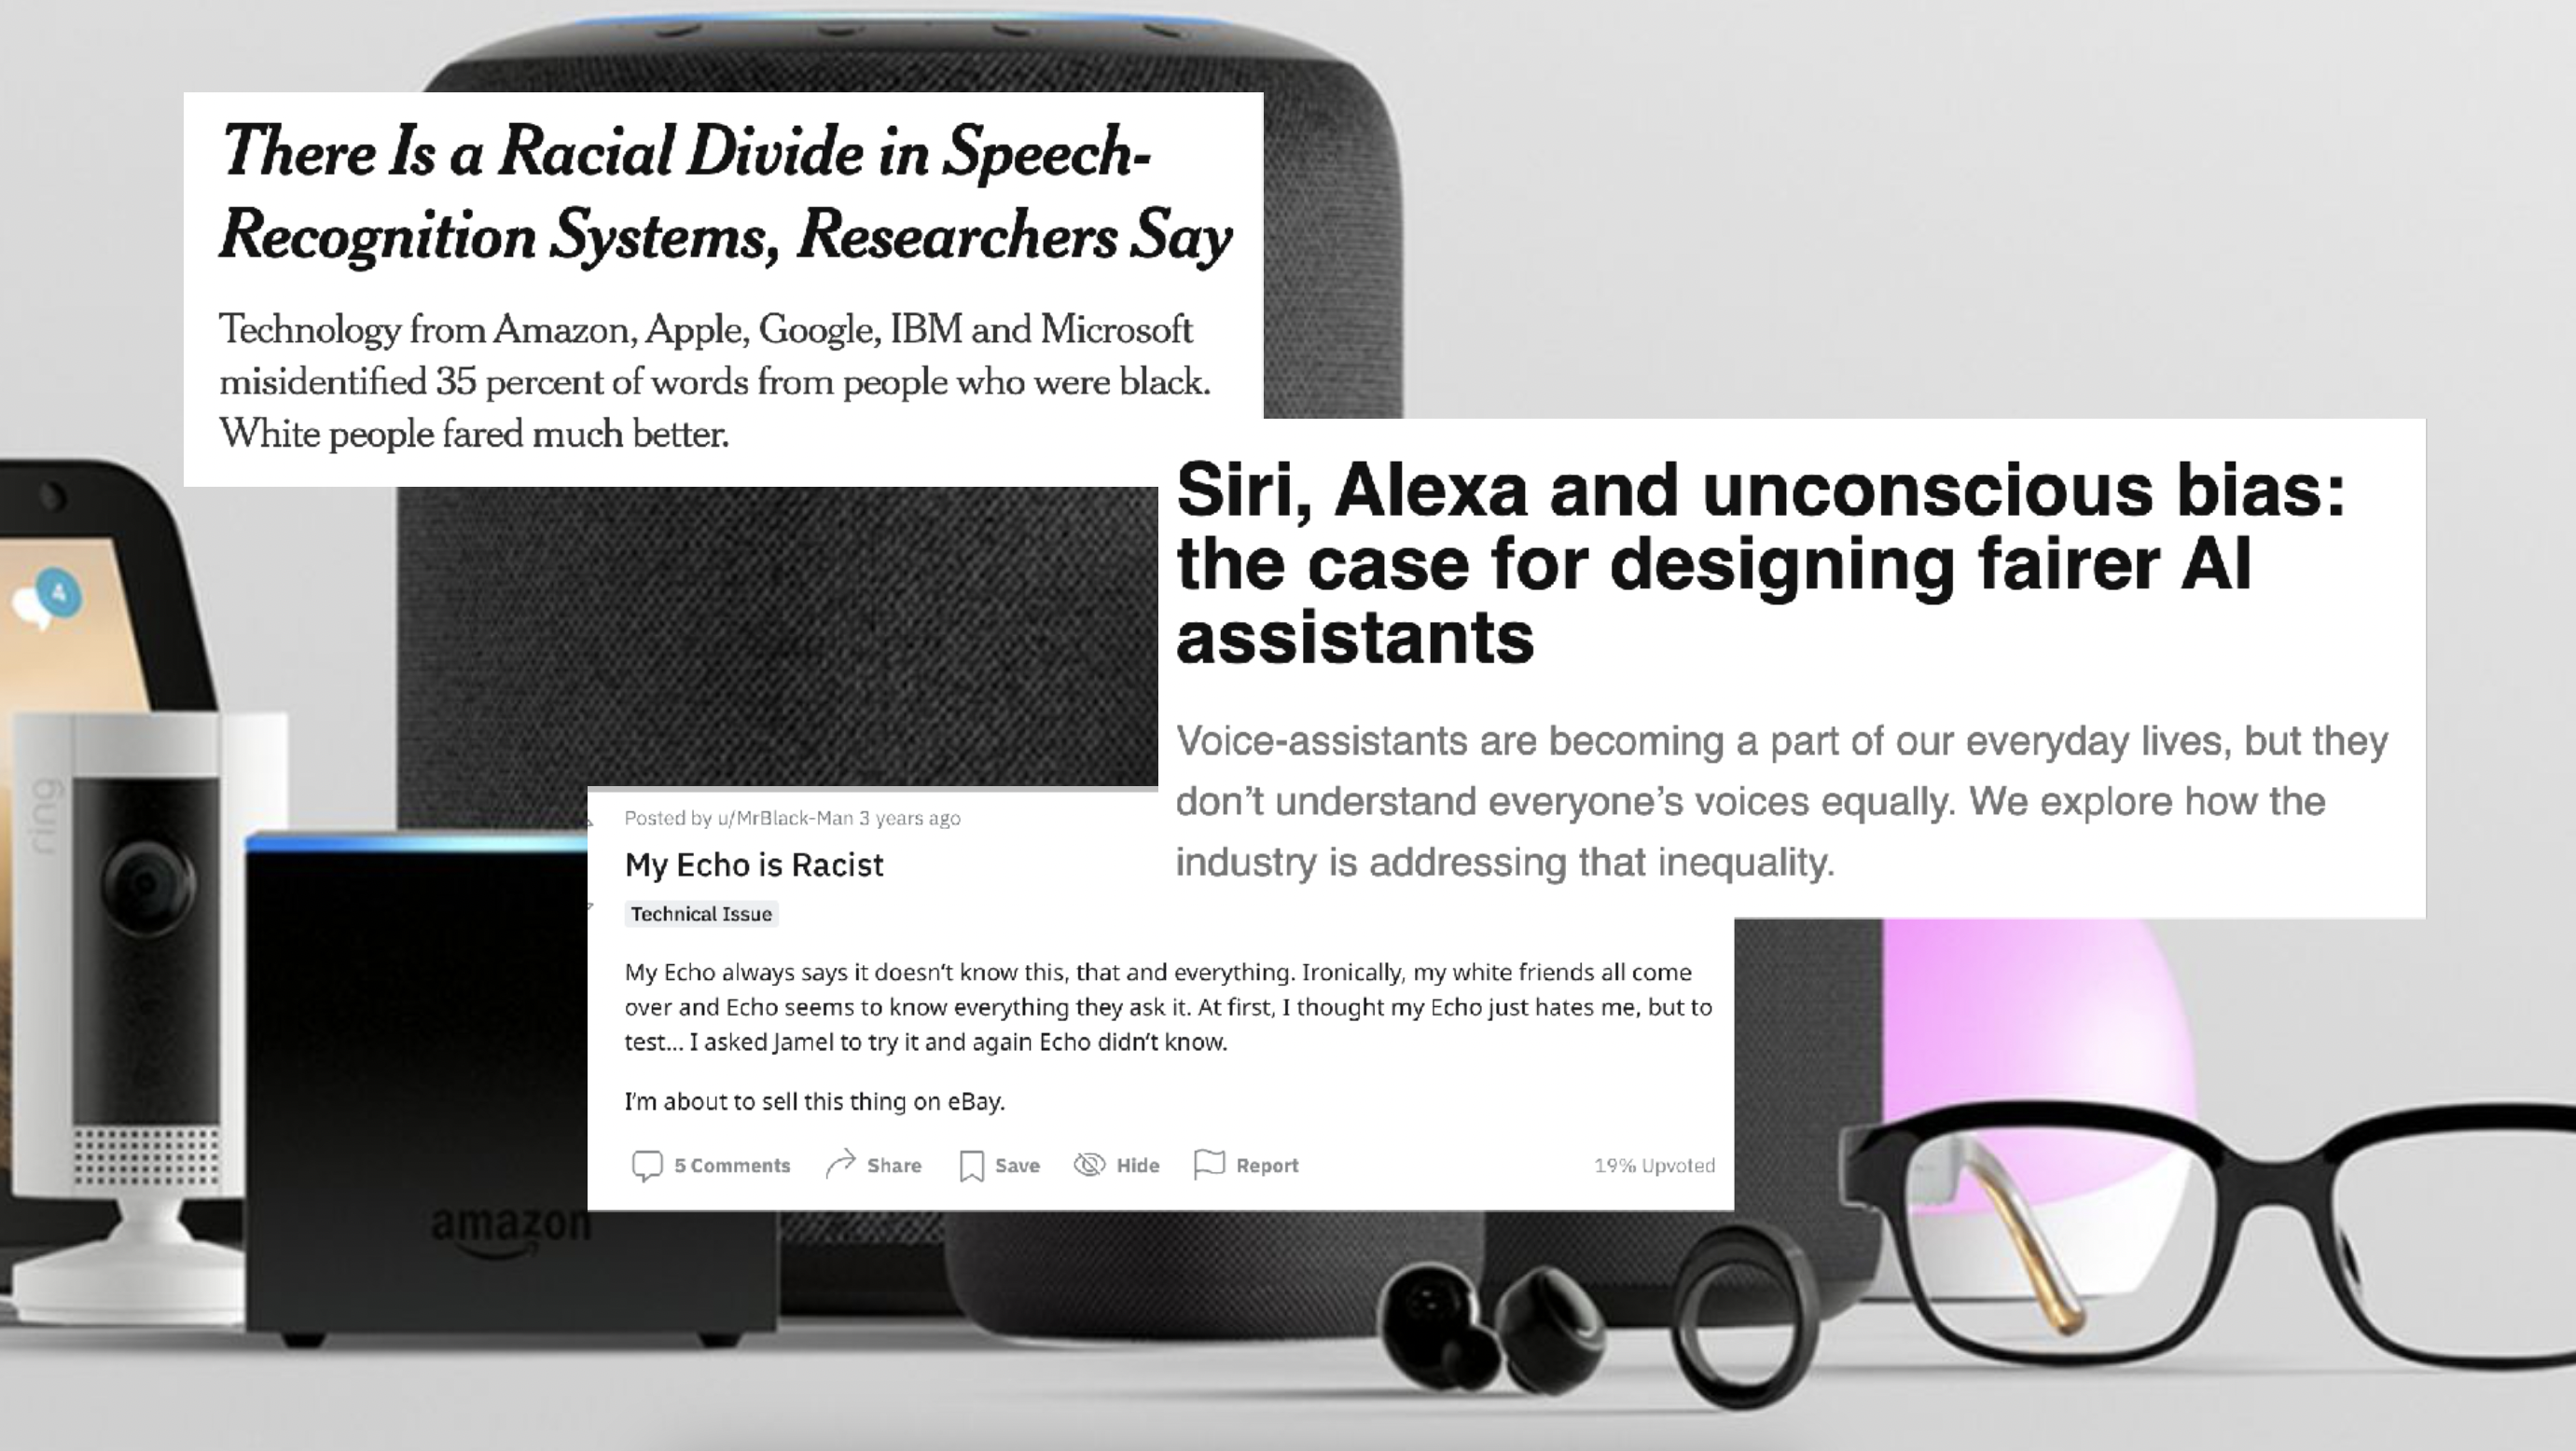 There Is a Racial Divide in Speech-
Recognition Systems, Researchers Say
Technology from Amazon, Apple, Google, IBM and Microsoft
misidentified 35 percent of words from people who were black.
White people fared much better.
Siri, Alexa and unconscious bias:
the case for designing fairer AI
assistants
Voice-assistants are becoming a part of our everyday lives, but they
don’t understand everyone’s voices equally. We explore how the
industry is addressing that inequality.
4
ring
Posted by u/MrBlack-Man 3 years ago
My Echo is Racist
Technical Issue
My Echo always says it doesn’t know this, that and everything. Ironically, my white friends all come
over and Echo seems to know everything they ask it. At first, I thought my Echo just hates me, but to
test... I asked Jamel to try it and again Echo didn’t know.
I’m about to sell this thing on eBay.
5 Comments Share Save Hide Report 19% Upvoted
amazon